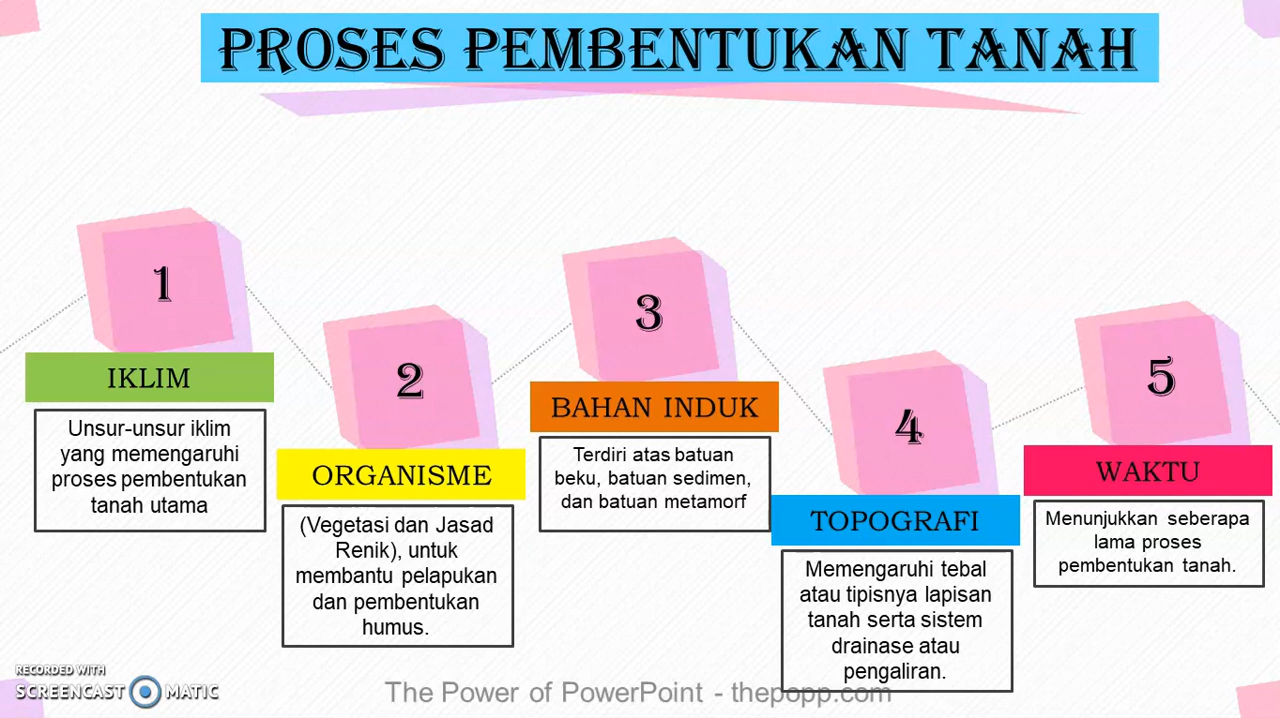 PROSES PEMBENTUKAN TANAH
1
IKLIM
Unsur-unsur iklim
yang memengaruhi
proses pembentukan
tanah utama
2
ORGANISME
(Vegetasi dan Jasad
Renik), untuk
membantu pelapukan
dan pembentukan
humus.
3
BAHAN INDUK
Terdiri atas batuan
beku, batuan sedimen,
dan batuan metamorf
4
TOPOGRAFI
Memengaruhi tebal
atau tipisnya lapisan
tanah serta sistem
drainase atau
pengaliran.
5
WAKTU
Menunjukkan seberapa
lama proses
pembentukan tanah.
RECORDED WITH
SCREENCAST MATIC
The Power of PowerPoint - thepopp.com